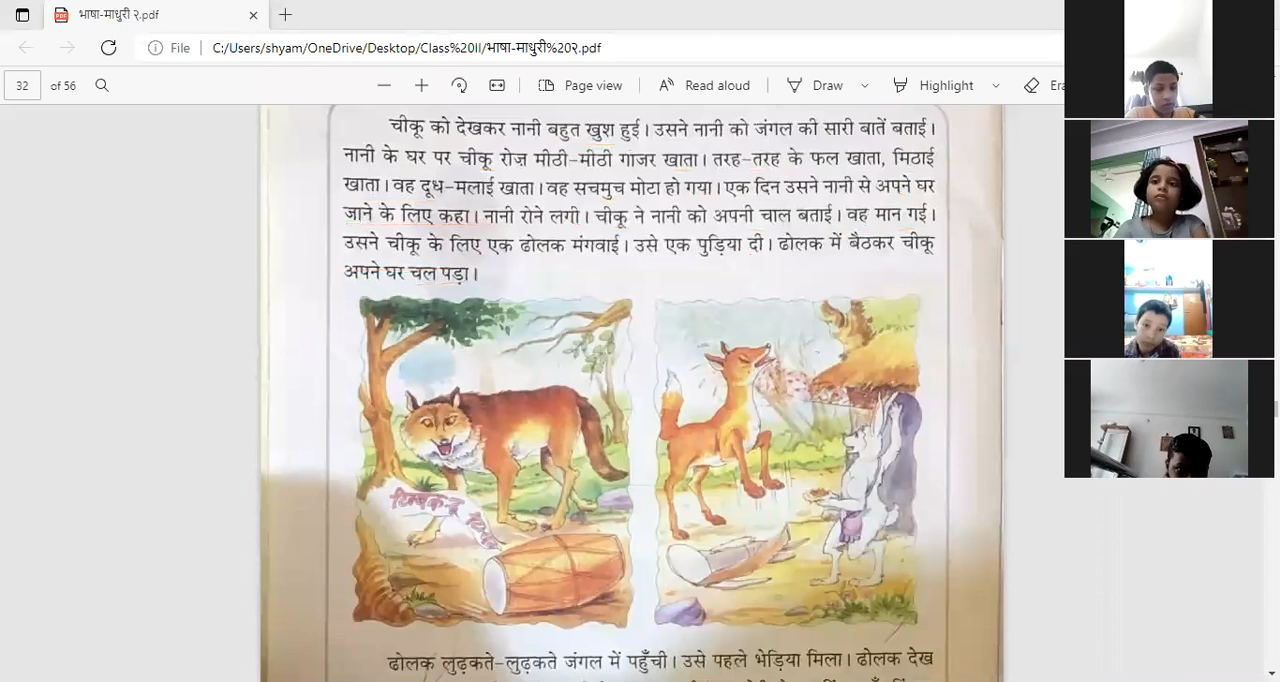 भाषा-माधुरी २.pdf
File
C:/Users/shyam/OneDrive/Desktop/Class%20II/भाषा-माधुरी%20२.pdf
32 of 56
Page view
Read aloud
Draw
Highlight
Era
चीकू को देखकर नानी बहुत खुश हुई। उसने नानी को जंगल की सारी बातें बताई।
नानी के घर पर चीकू रोज़ मीठी-मीठी गाजर खाता। तरह-तरह के फल खाता, मिठाई
खाता। वह दूध-मलाई खाता। वह सचमुच मोटा हो गया। एक दिन उसने नानी से अपने घर
जाने के लिए कहा। नानी रोने लगी। चीकू ने नानी को अपनी चाल बताई। वह मान गई।
उसने चीकू के लिए एक ढोलक मंगवाई। उसे एक पुड़िया दी। ढोलक में बैठकर चीकू
अपने घर चल पड़ा।
ढोलक लुढ़कते-लुढ़कते जंगल में पहुँची। उसे पहले भेड़िया मिला। ढोलक देख